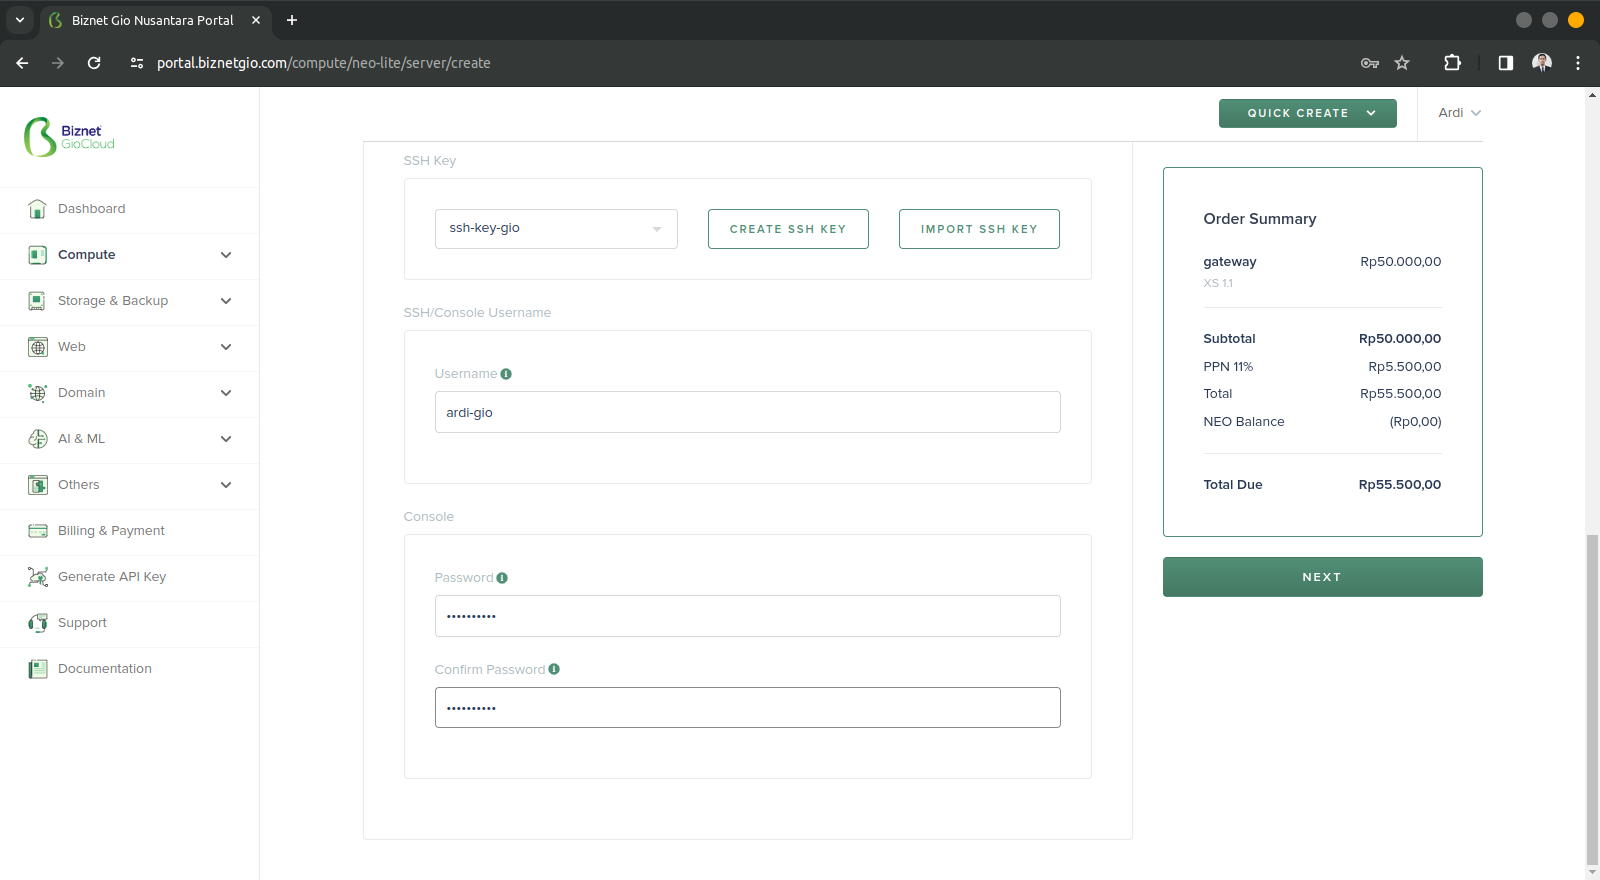 Biznet Gio Nusantara Portal
portal.biznetgio.com/compute/neo-lite/server/create
Biznet
GioCloud
QUICK CREATE
Ardi
Dashboard
Compute
Storage & Backup
Web
Domain
AI & ML
Others
Billing & Payment
Generate API Key
Support
Documentation
SSH Key
ssh-key-gio
CREATE SSH KEY
IMPORT SSH KEY
SSH/Console Username
Username
ardi-gio
Console
Password
••••••••••
Confirm Password
••••••••••
Order Summary
gateway Rp50.000,00
XS 1.1
Subtotal Rp50.000,00
PPN 11% Rp5.500,00
Total Rp55.500,00
NEO Balance (Rp0,00)
Total Due Rp55.500,00
NEXT